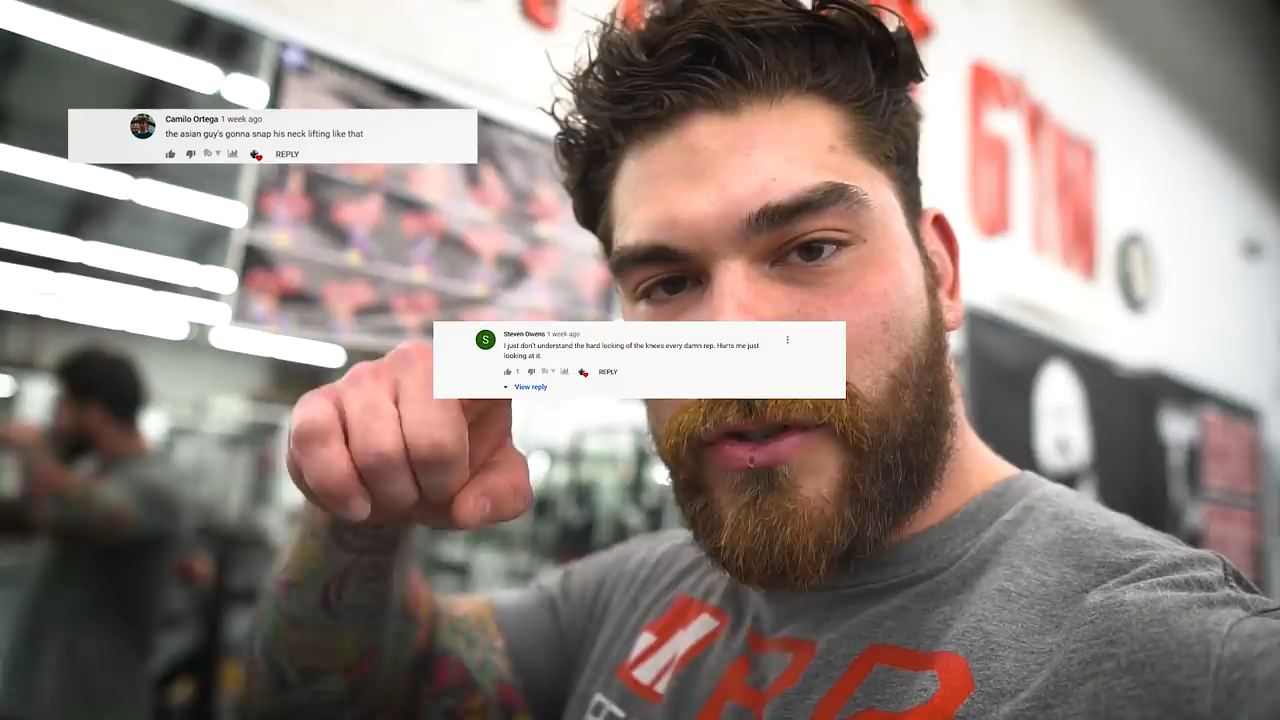 GYM
Camilo Ortega 1 week ago
the asian guy's gonna snap his neck lifting like that
REPLY
S
Steven Owens 1 week ago
I just don't understand the hard locking of the knees every damn rep. Hurts me just
looking at it.
1
REPLY
View reply